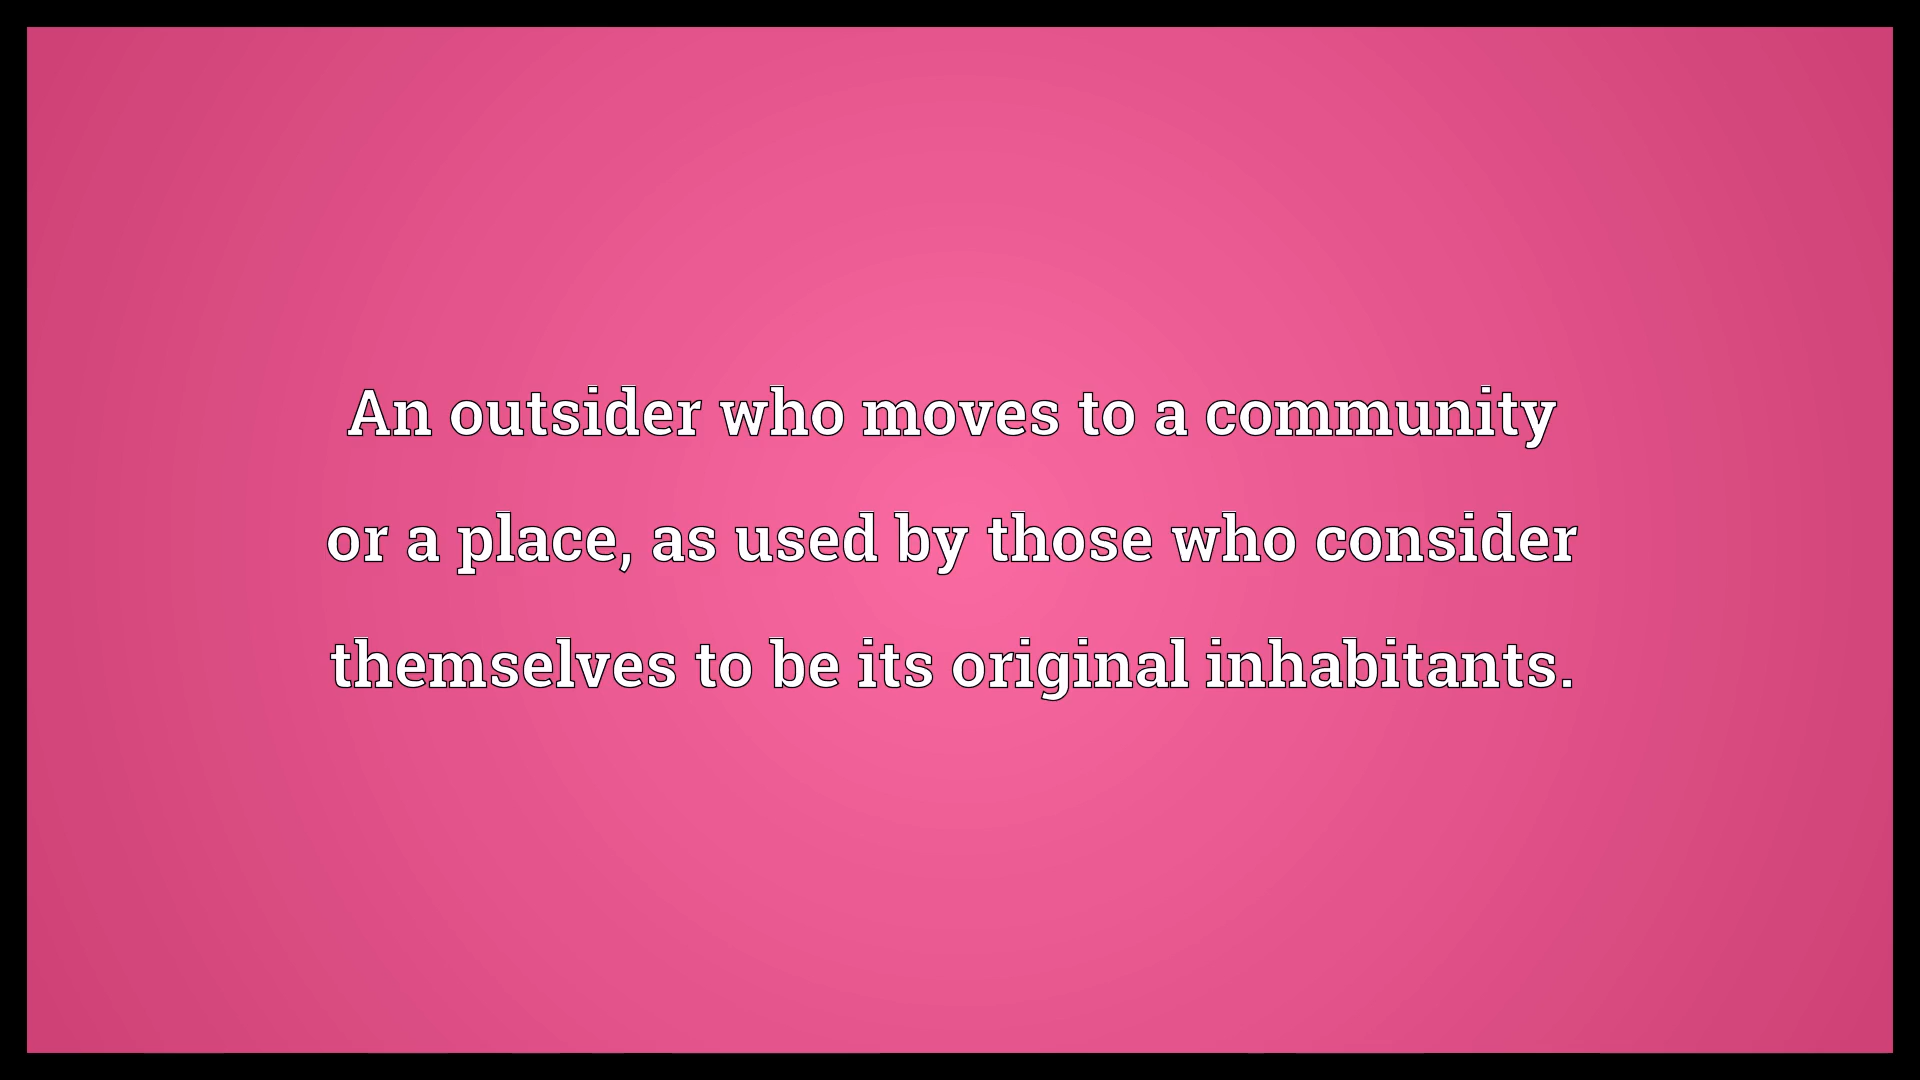 An outsider who moves to a community
or a place, as used by those who consider
themselves to be its original inhabitants.